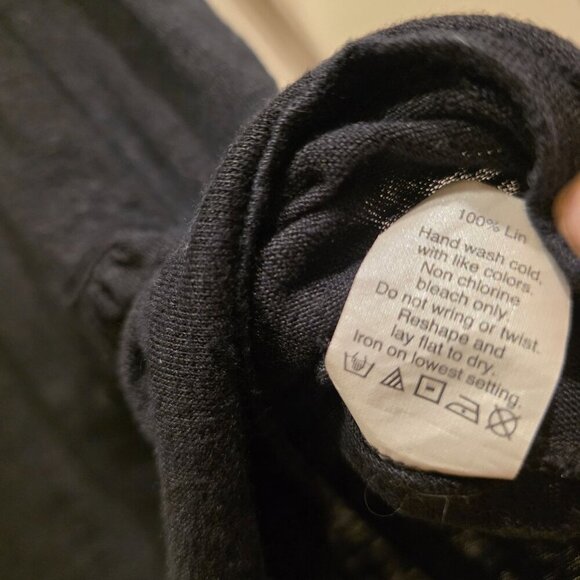 100% Lin
Hand wash cold,
with like colors.
Non chlorine
bleach only.
Do not wring or twist.
Reshape and
lay flat to dry.
Iron on lowest setting.